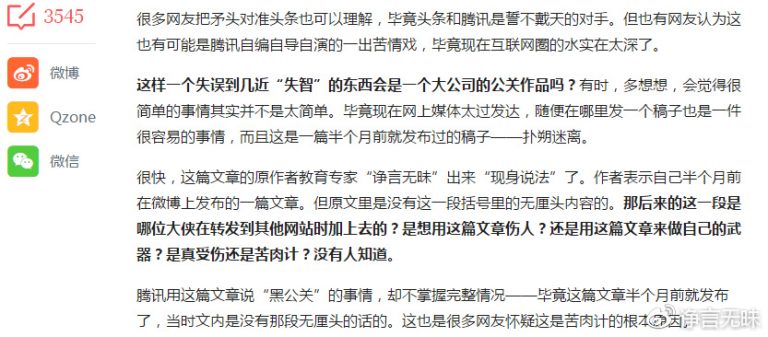 3545
微博
Qzone
微信
很多网友把矛头对准头条也可以理解，毕竟头条和腾讯是誓不戴天的对手。但也有网友认为这
也有可能是腾讯自编自导自演的一出苦情戏，毕竟现在互联网圈的水实在太深了。
这样一个失误到几近“失智”的东西会是一个大公司的公关作品吗？有时，多想想，会觉得很
简单的事情其实并不是太简单。毕竟现在网上媒体太过发达，随便在哪里发一个稿子也是一件
很容易的事情，而且这是一篇半个月前就发布过的稿子——扑朔迷离。
很快，这篇文章的原作者教育专家“诤言无昧”出来“现身说法”了。作者表示自己半个月前
在微博上发布的一篇文章。但原文里是没有这一段括号里的无厘头内容的。那后来的这一段是
哪位大侠在转发到其他网站时加上去的？是想用这篇文章伤人？还是用这篇文章来做自己的武
器？是真受伤还是苦肉计？没有人知道。
腾讯用这篇文章说“黑公关”的事情，却不掌握完整情况——毕竟这篇文章半个月前就发布
了，当时文内是没有那段无厘头的话的。这也是很多网友怀疑这是苦肉计的根本原因。
@净言无昧